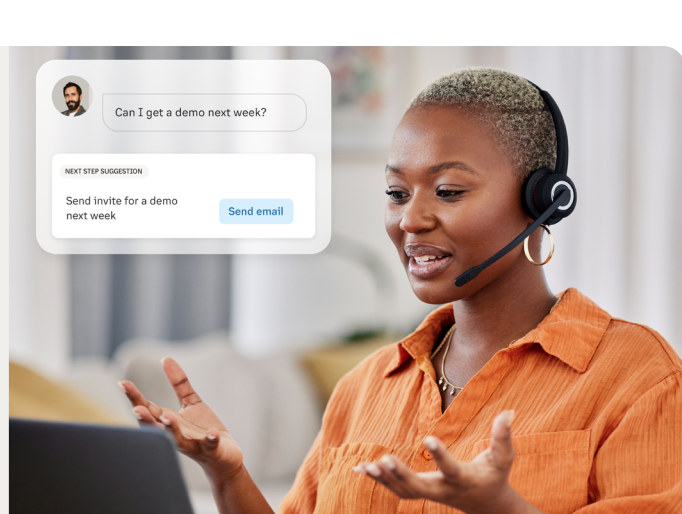 Can I get a demo next week?
NEXT STEP SUGGESTION
Send invite for a demo
next week
Send email